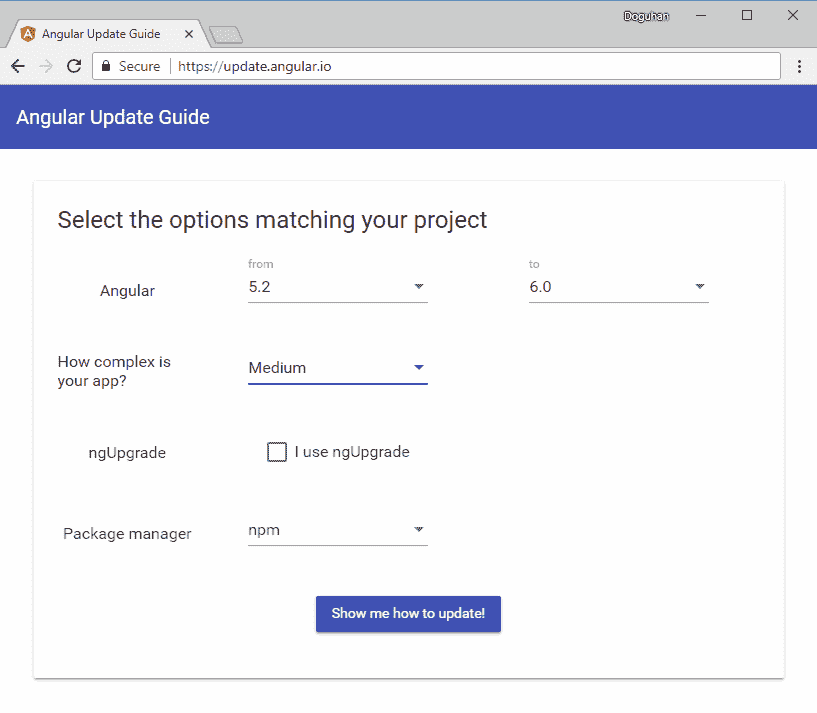 Doguhan
Angular Update Guide
Secure
https://update.angular.io
Angular Update Guide
Select the options matching your project
from
to
Angular
5.2
6.0
How complex is
your app?
Medium
ngUpgrade
I use ngUpgrade
Package manager
npm
Show me how to update!